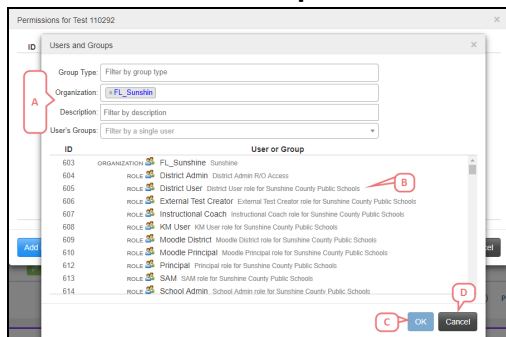 Permissions for Test 110292 ×
ID
Users and Groups ×
Group Type: Filter by group type
Organization: × FL_Sunshin
Description: Filter by description
User's Groups: Filter by a single user
A
ID User or Group
603 ORGANIZATION FL_Sunshine Sunshine
604 ROLE District Admin District Admin R/O Access
605 ROLE District User District User role for Sunshine County Public Schools
B
606 ROLE External Test Creator External Test Creator role for Sunshine County Public Schools
607 ROLE Instructional Coach Instructional Coach role for Sunshine County Public Schools
608 ROLE KM User KM User role for Sunshine County Public Schools
609 ROLE Moodle District Moodle District role for Sunshine County Public Schools
610 ROLE Moodle Principal Moodle Principal role for Sunshine County Public Schools
612 ROLE Principal Principal role for Sunshine County Public Schools
613 ROLE SAM SAM role for Sunshine County Public Schools
614 ROLE School Admin School Admin role for Sunshine County Public Schools
Add
D
C OK Cancel